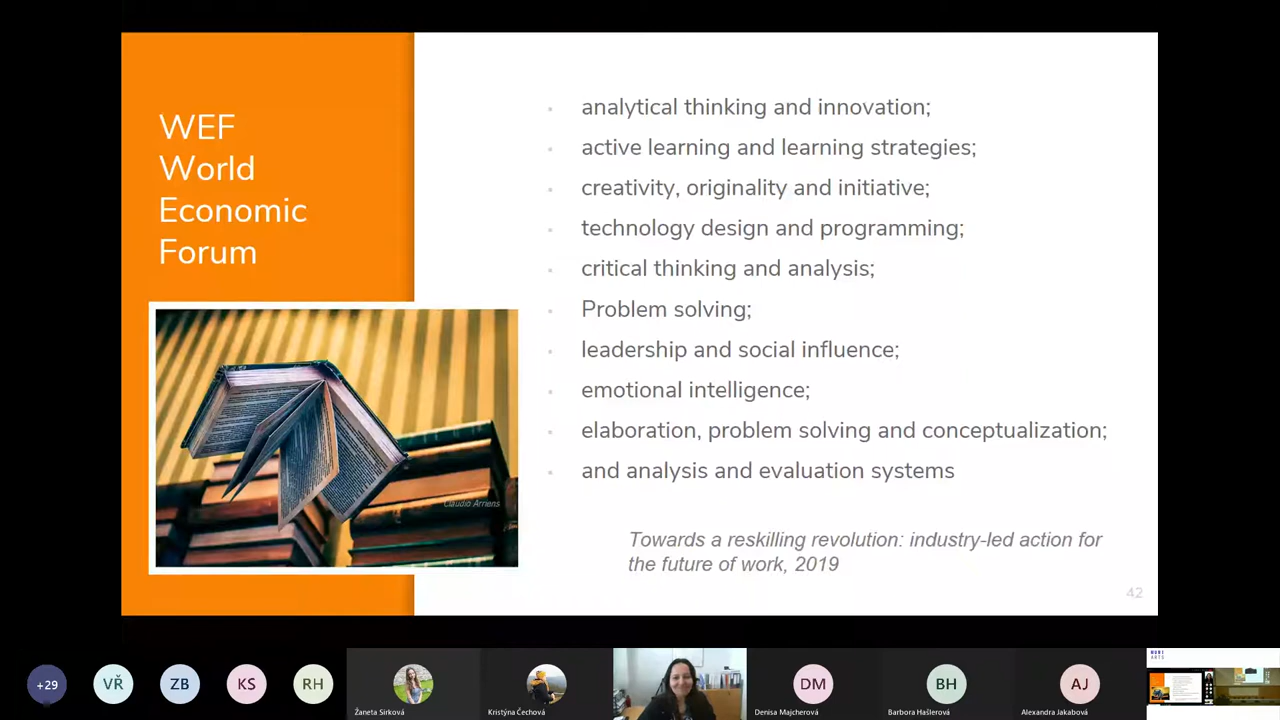 WEF
World
Economic
Forum
analytical thinking and innovation;
active learning and learning strategies;
creativity, originality and initiative;
technology design and programming;
critical thinking and analysis;
Problem solving;
leadership and social influence;
emotional intelligence;
elaboration, problem solving and conceptualization;
and analysis and evaluation systems
Claudio Arriens
Towards a reskilling revolution: industry-led action for
the future of work, 2019
42
+29
VŘ
ZB
KS
RH
Žaneta Sirková
Kristýna Čechová
DM
Denisa Majcherová
BH
Barbora Hašlerová
AJ
Alexandra Jakabová
MUNI
ARTS